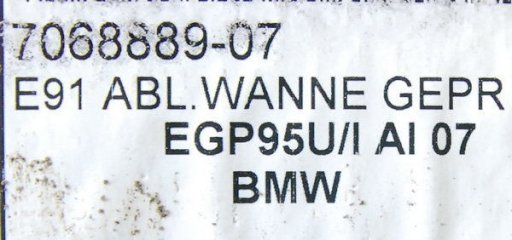 7068889-07
E91 ABL.WANNE GEPR
EGP95U/I AI 07
BMW